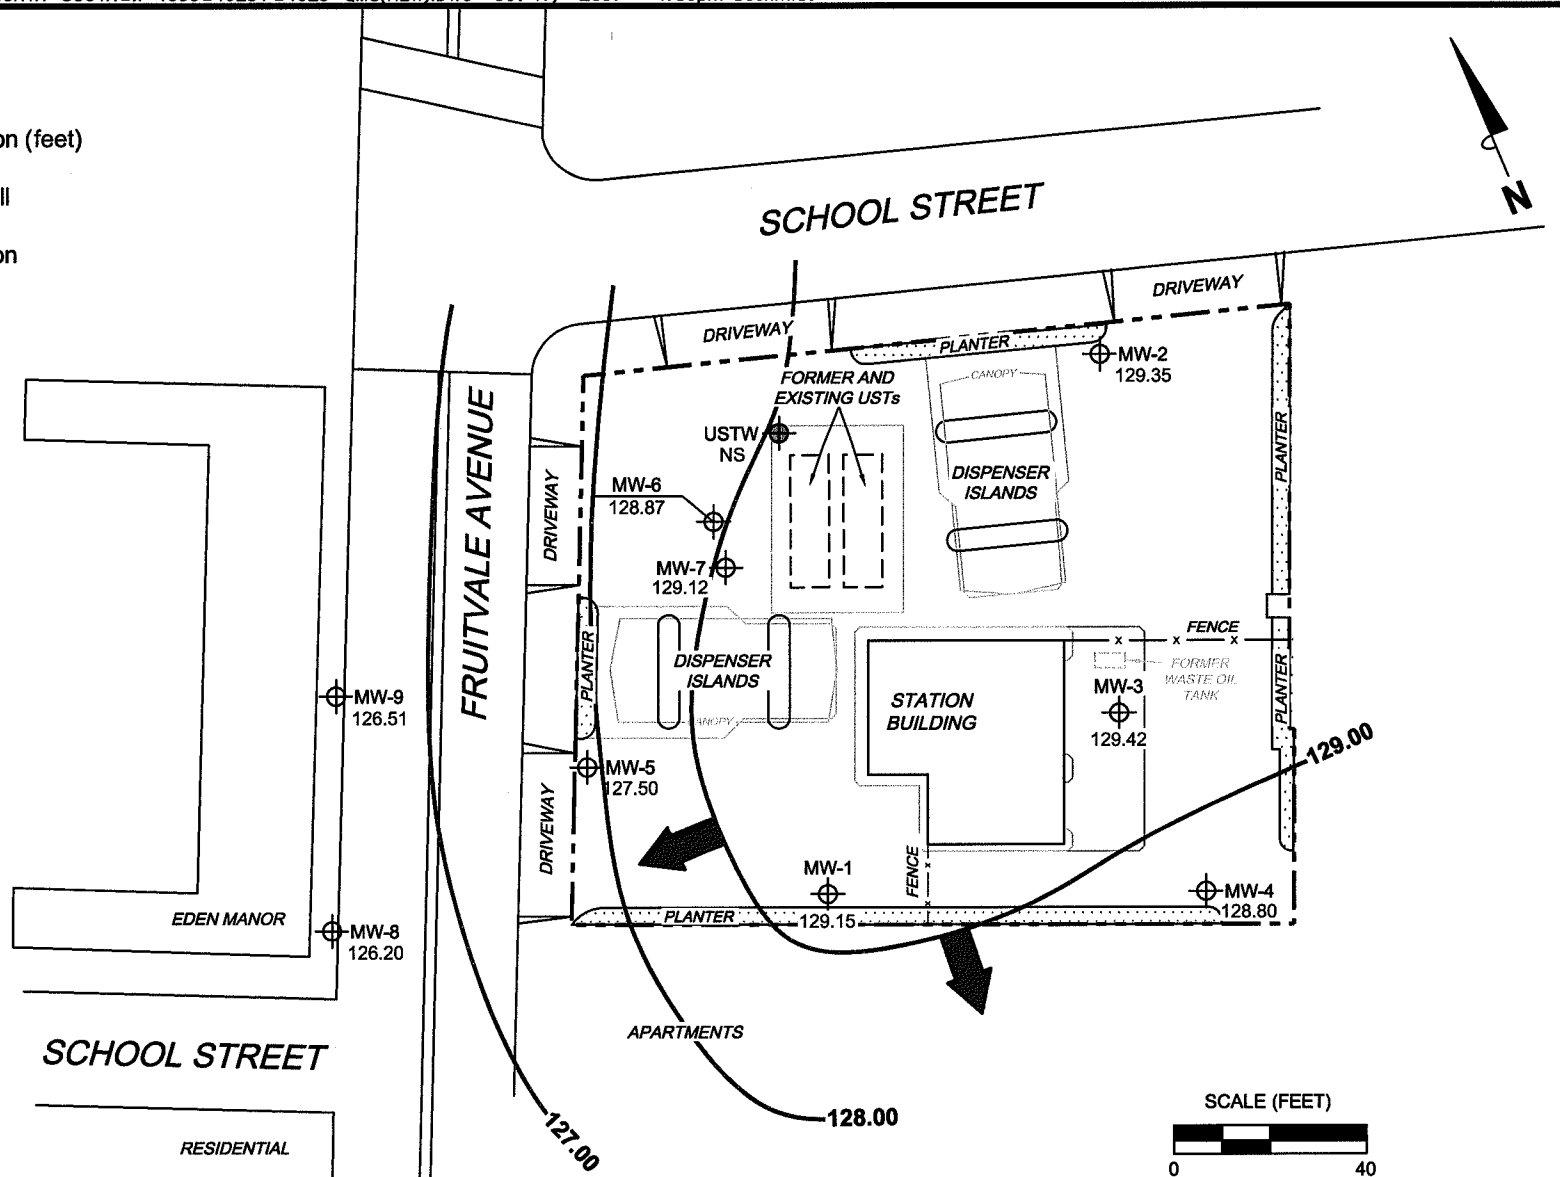 on (feet)
ll
on
N
SCHOOL STREET
DRIVEWAY
DRIVEWAY
PLANTER
MW-2
129.35
FORMER AND
EXISTING USTs
CANOPY
USTW
NS
DISPENSER
ISLANDS
PLANTER
MW-6
128.87
DRIVEWAY
FRUITVALE AVENUE
MW-7
129.12
FENCE
x x x
PLANTER
DISPENSER
ISLANDS
CANOPY
FORMER
WASTE OIL
TANK
PLANTER
STATION
BUILDING
MW-3
129.42
MW-9
126.51
129.00
MW-5
127.50
DRIVEWAY
MW-1
129.15
FENCE
x
x
MW-4
128.80
PLANTER
EDEN MANOR
MW-8
126.20
APARTMENTS
SCHOOL STREET
128.00
127.00
RESIDENTIAL
SCALE (FEET)
0 40